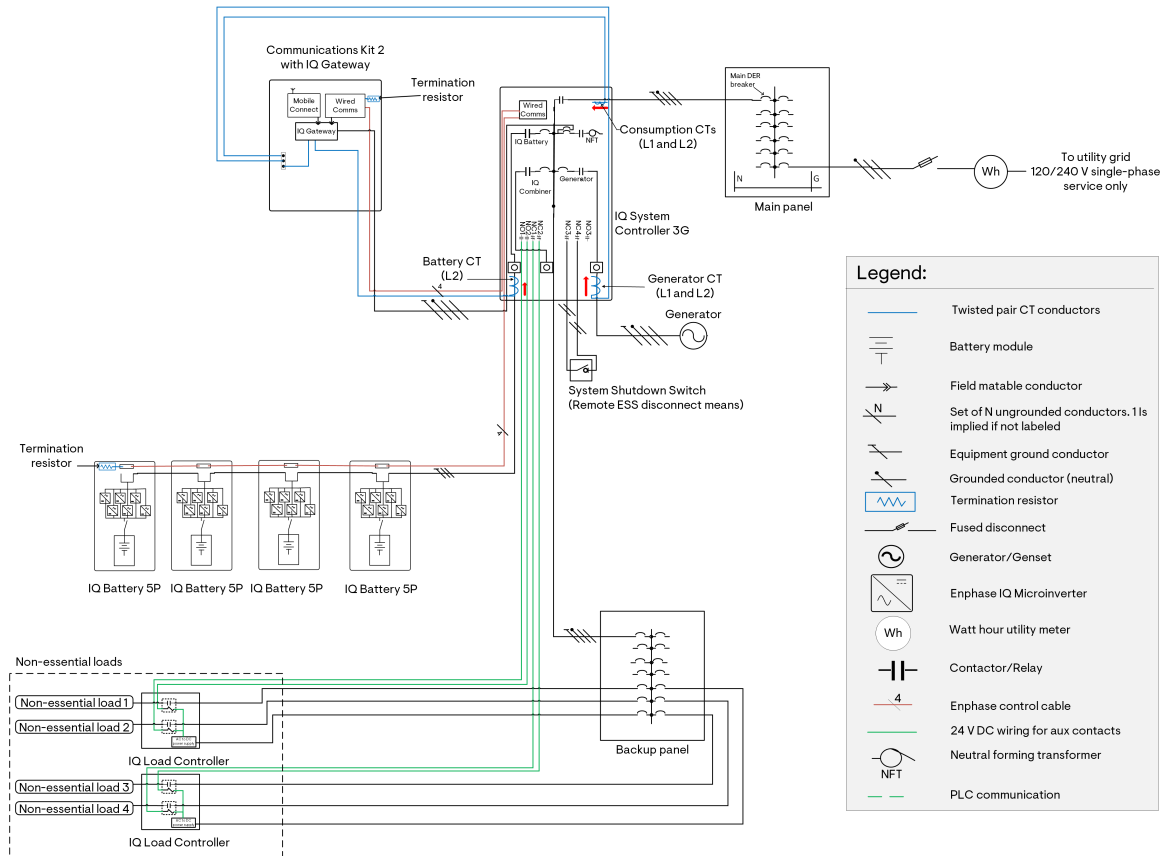 Communications Kit 2
with IQ Gateway
Termination
resistor
Mobile
Connect
Wired
Comms
IQ Gateway
Wired
Comms
IQ Battery
NFT
IQ
Combiner
Generator
Consumption CTs
(L1 and L2)
IQ System
Controller 3G
NO1
NO2
NC1
NC2
NC3
NC4
NO3
Battery CT
(L2)
4
Generator CT
(L1 and L2)
Generator
System Shutdown Switch
(Remote ESS disconnect means)
Main DER
breaker
N
G
Main panel
Wh
To utility grid
120/240 V single-phase
service only
Termination
resistor
IQ Battery 5P
IQ Battery 5P
IQ Battery 5P
IQ Battery 5P
Non-essential loads
Non-essential load 1
Non-essential load 2
IQ Load Controller
Non-essential load 3
Non-essential load 4
IQ Load Controller
Backup panel
Legend:
Twisted pair CT conductors
Battery module
Field matable conductor
N
Set of N ungrounded conductors. 1 Is
implied if not labeled
Equipment ground conductor
Grounded conductor (neutral)
Termination resistor
Fused disconnect
Generator/Genset
Enphase IQ Microinverter
Wh
Watt hour utility meter
Contactor/Relay
4
Enphase control cable
24 V DC wiring for aux contacts
Neutral forming transformer
NFT
PLC communication